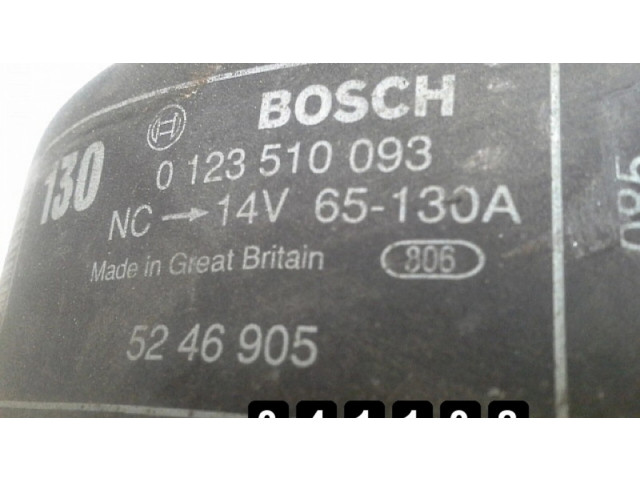 BOSCH
130
0 123 510 093
NC → 14V 65-130A
Made in Great Britain 806
52 46 905